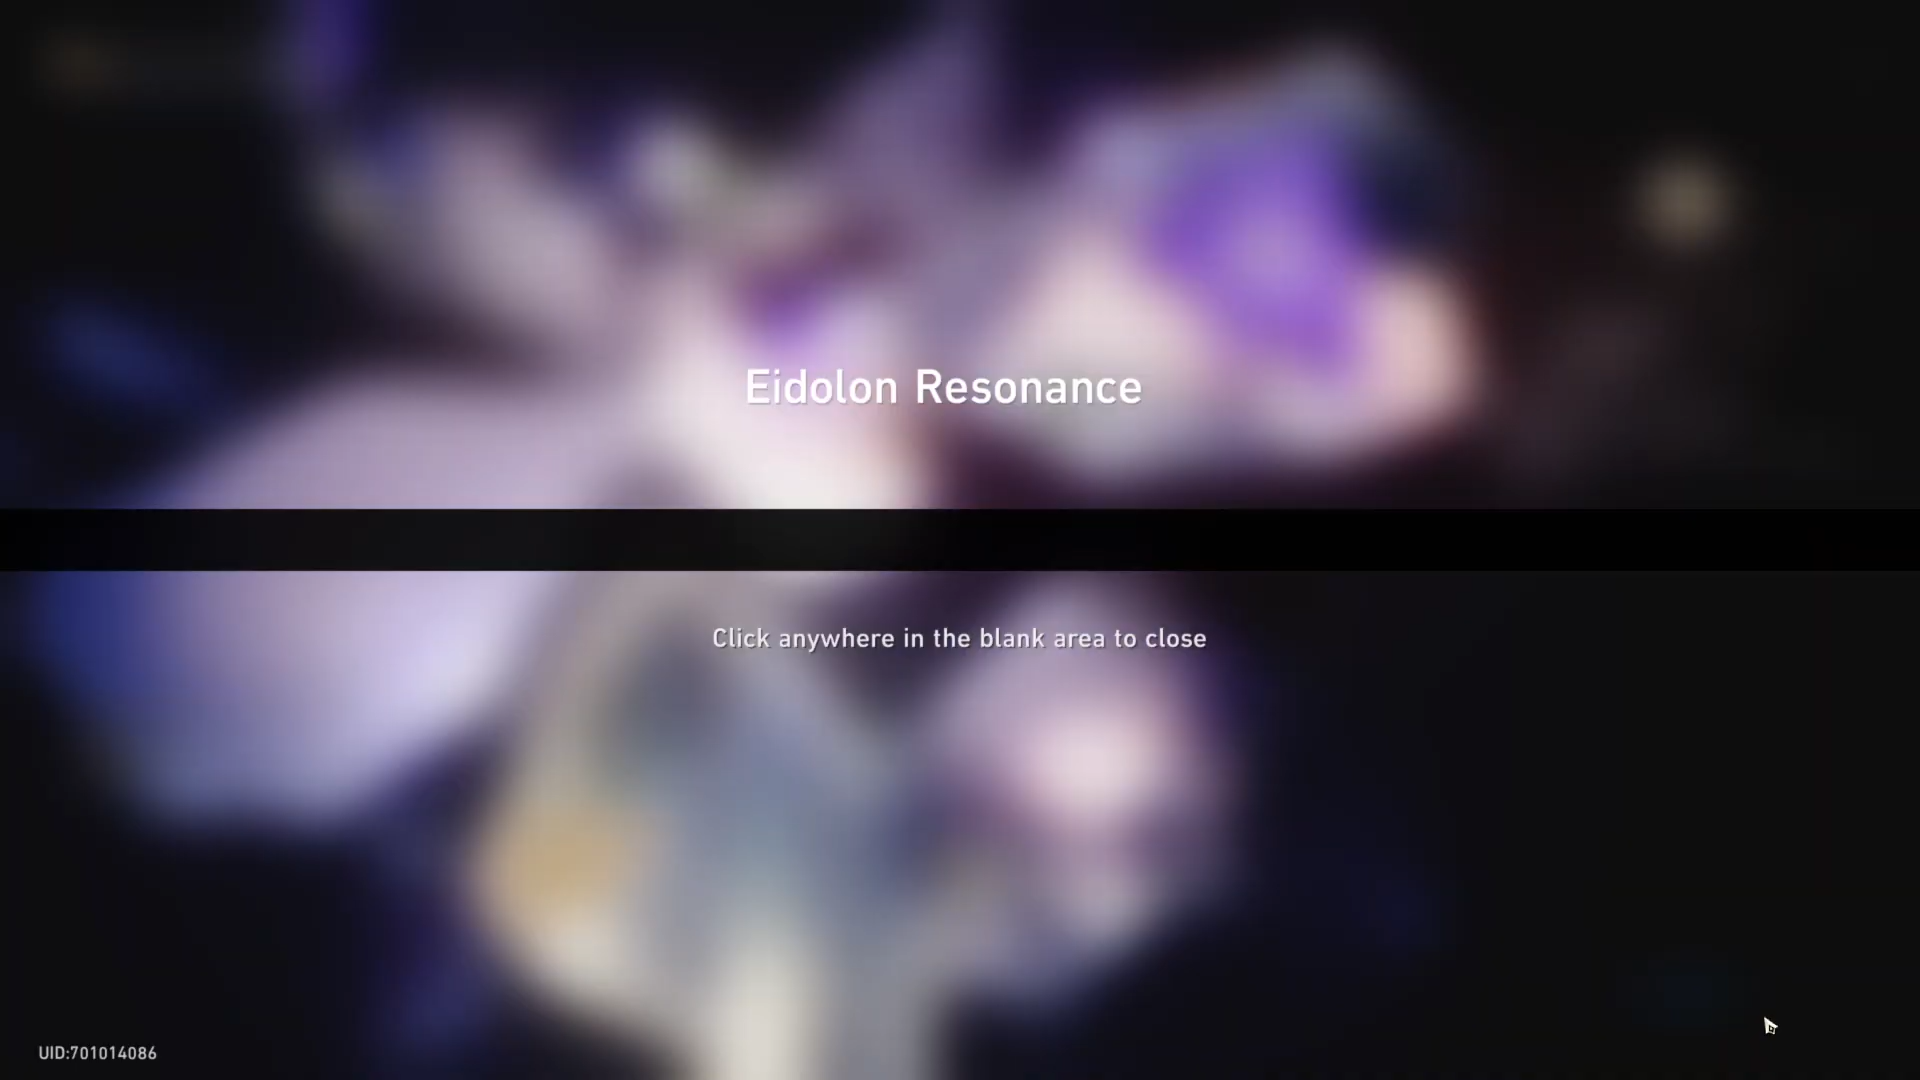 Eidolon Resonance
Click anywhere in the blank area to close
UID:701014086